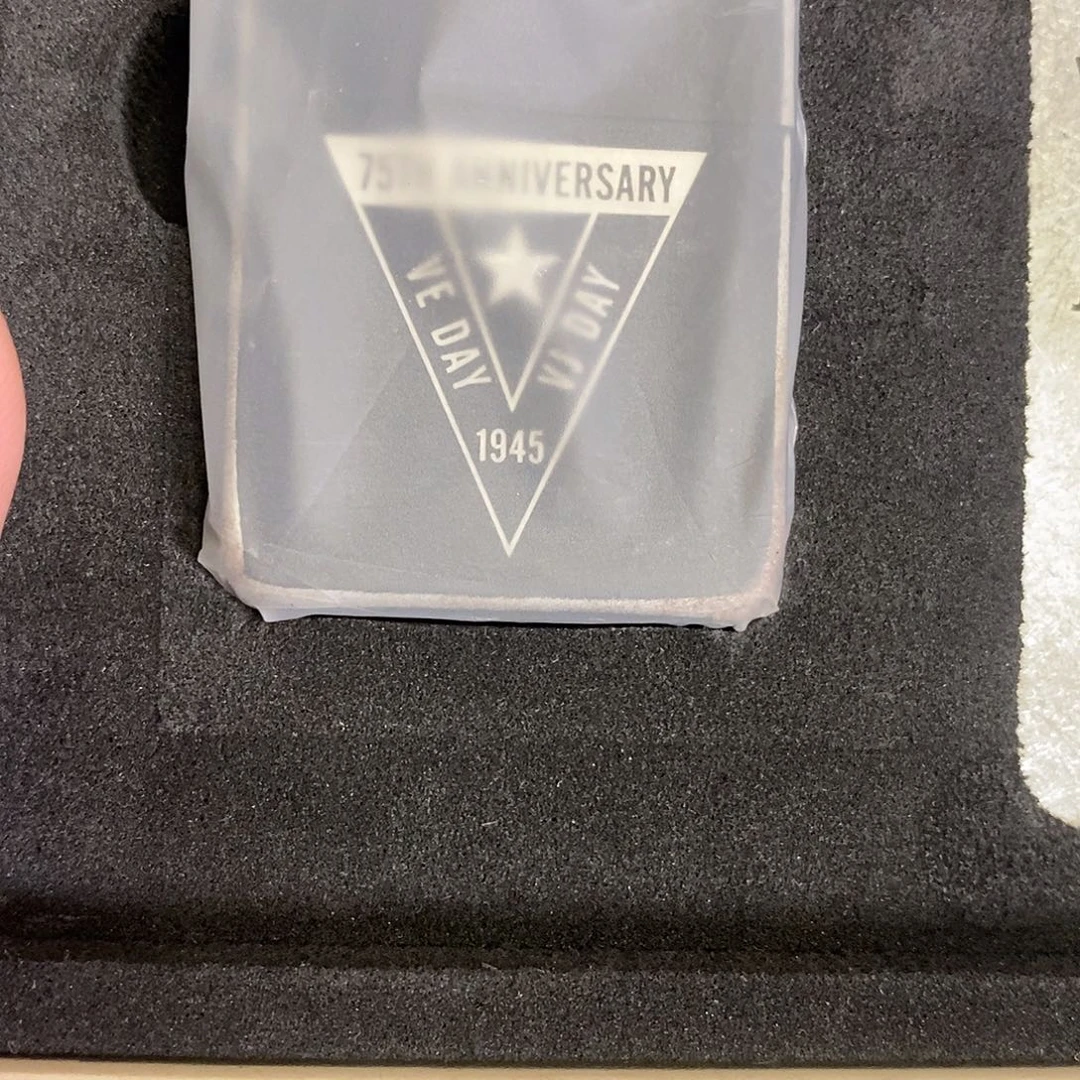 75TH ANNIVERSARY
VE DAY
VJ DAY
1945